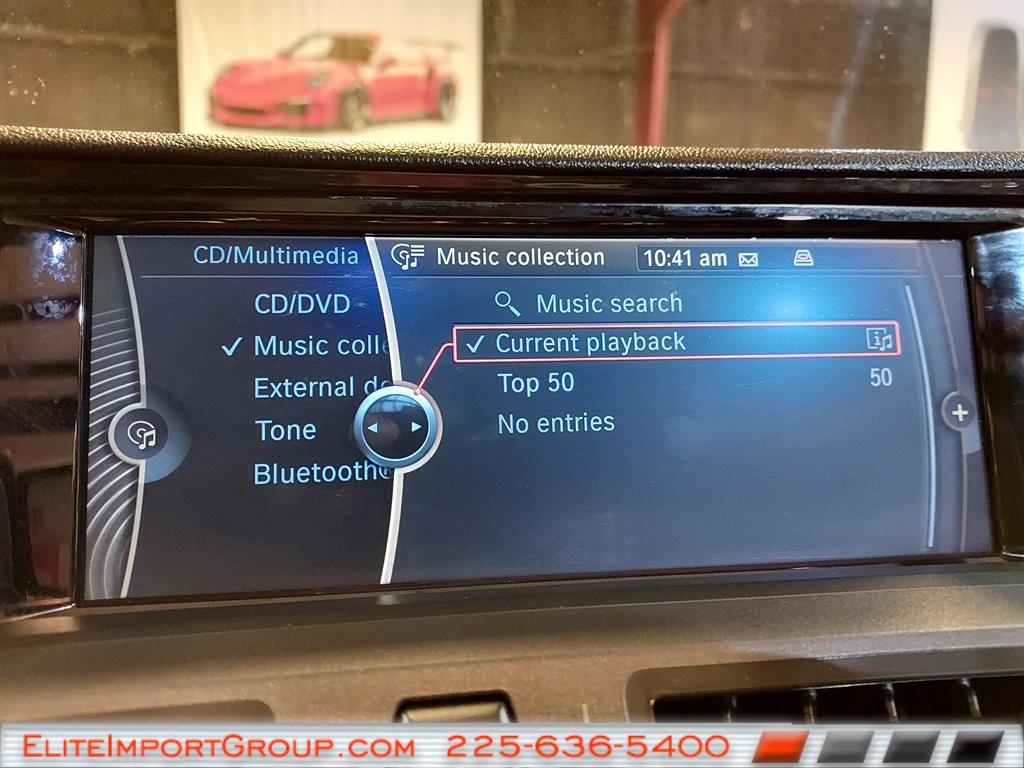 CD/Multimedia
Music collection
10:41 am
CD/DVD
Music colle
External de
Tone
Bluetooth®
Music search
Current playback
Top 50 50
No entries
EliteImportGroup.com 225-636-5400